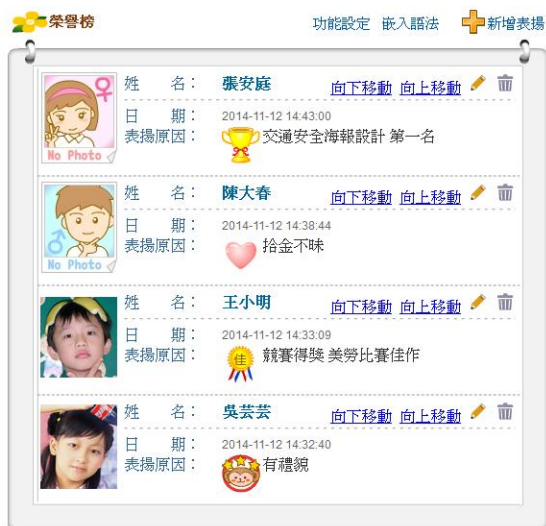 榮譽榜
功能設定 嵌入語法 新增表揚
姓 名： 張安庭 向下移動 向上移動
日 期： 2014-11-12 14:43:00
表揚原因： 交通安全海報設計 第一名
No Photo
姓 名： 陳大春 向下移動 向上移動
日 期： 2014-11-12 14:38:44
表揚原因： 拾金不昧
No Photo
姓 名： 王小明 向下移動 向上移動
日 期： 2014-11-12 14:33:09
表揚原因： 佳 競賽得獎 美勞比賽佳作
姓 名： 吳芸芸 向下移動 向上移動
日 期： 2014-11-12 14:32:40
表揚原因： 有禮貌